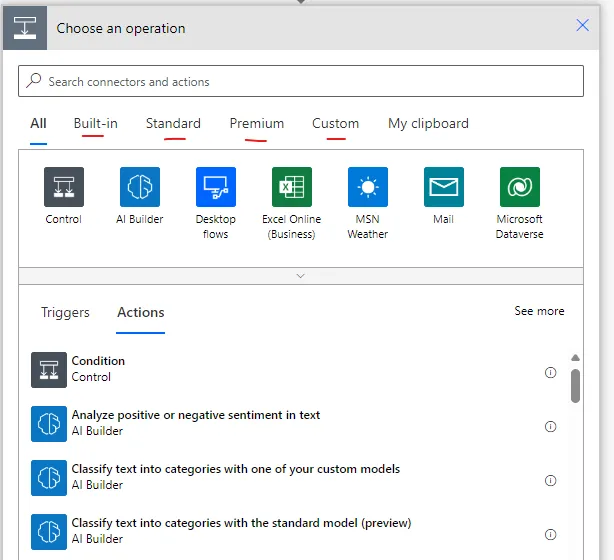 Choose an operation
Search connectors and actions
All Built-in Standard Premium Custom My clipboard
Control AI Builder Desktop flows Excel Online (Business) MSN Weather Mail Microsoft Dataverse
Triggers Actions See more
Condition
Control
Analyze positive or negative sentiment in text
AI Builder
Classify text into categories with one of your custom models
AI Builder
Classify text into categories with the standard model (preview)
AI Builder